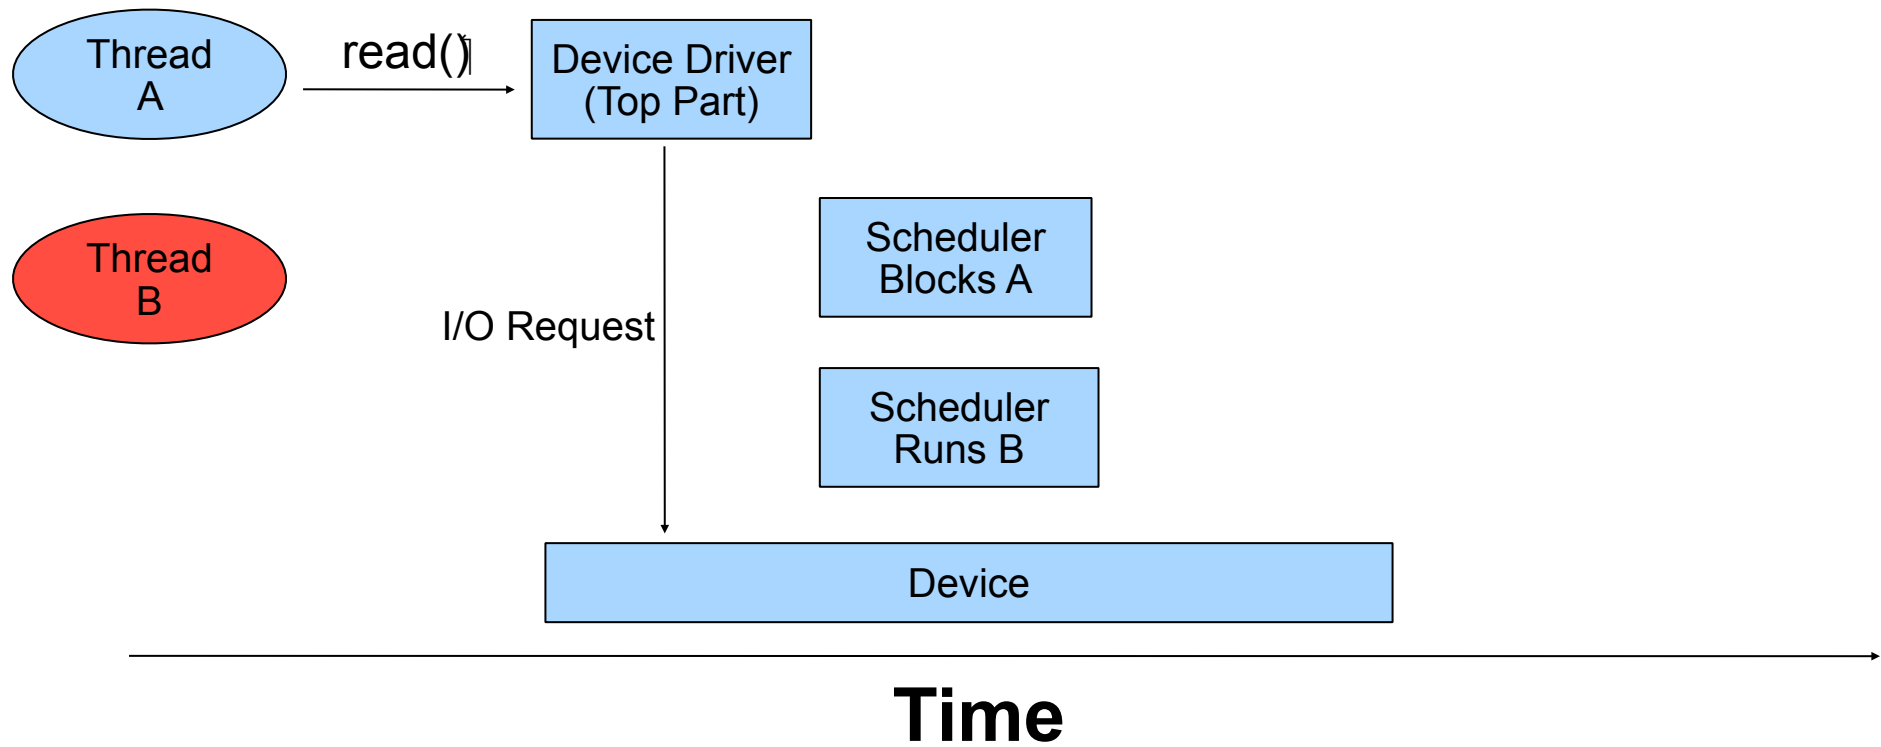 Thread
A
read()
Device Driver
(Top Part)
Thread
B
Scheduler
Blocks A
I/O Request
Scheduler
Runs B
Device
Time